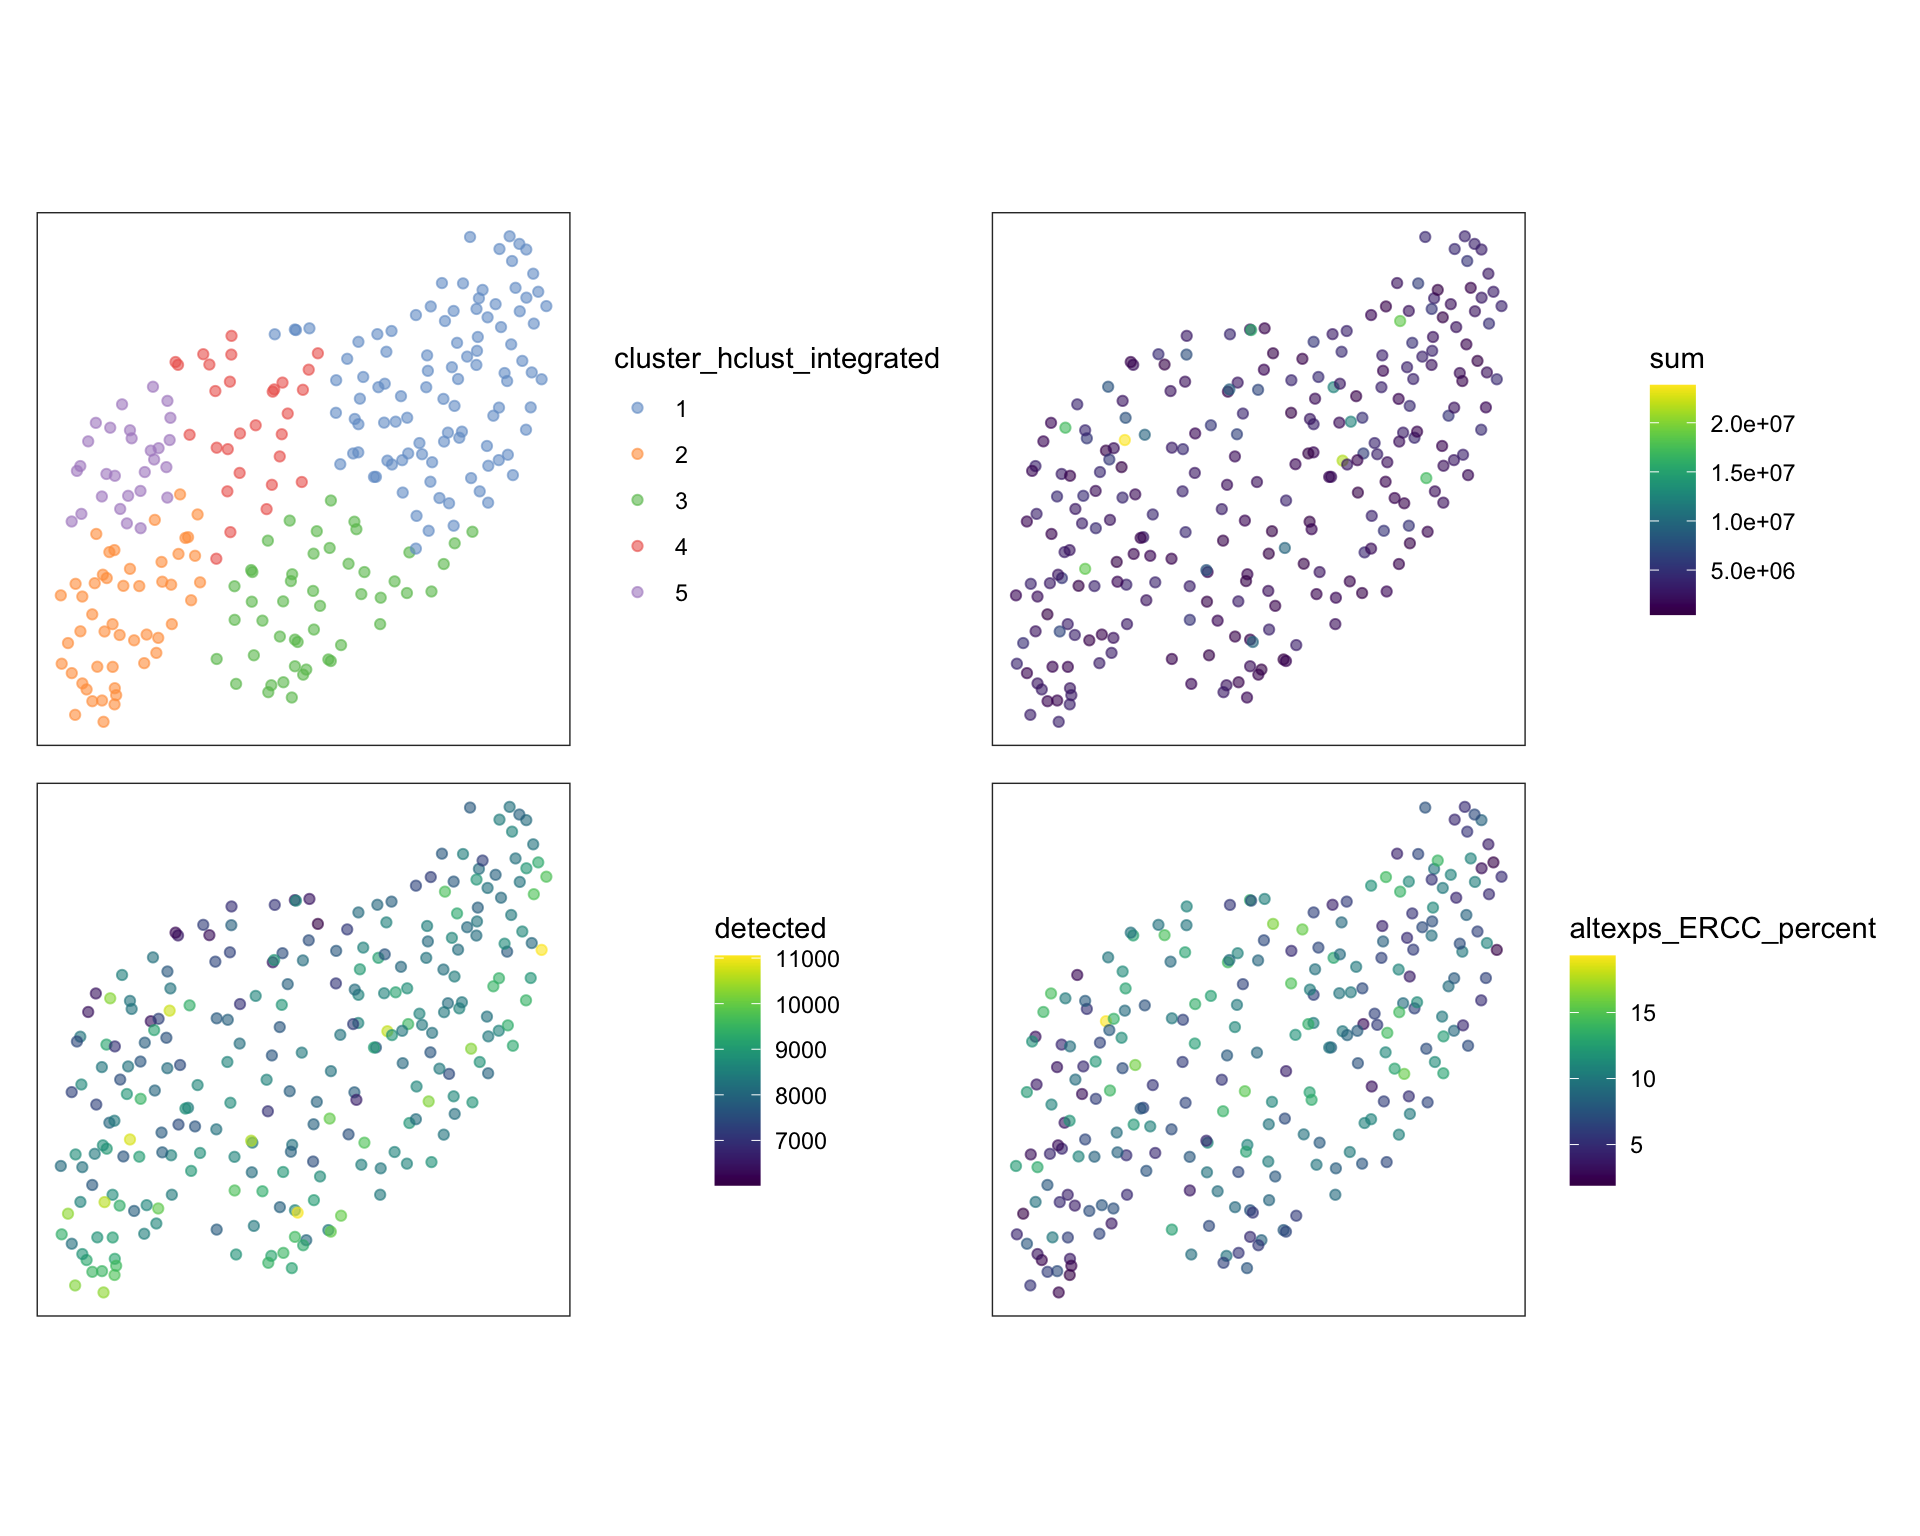 cluster_hclust_integrated
1
2
3
4
5
sum
2.0e+07
1.5e+07
1.0e+07
5.0e+06
detected
11000
10000
9000
8000
7000
altexps_ERCC_percent
15
10
5